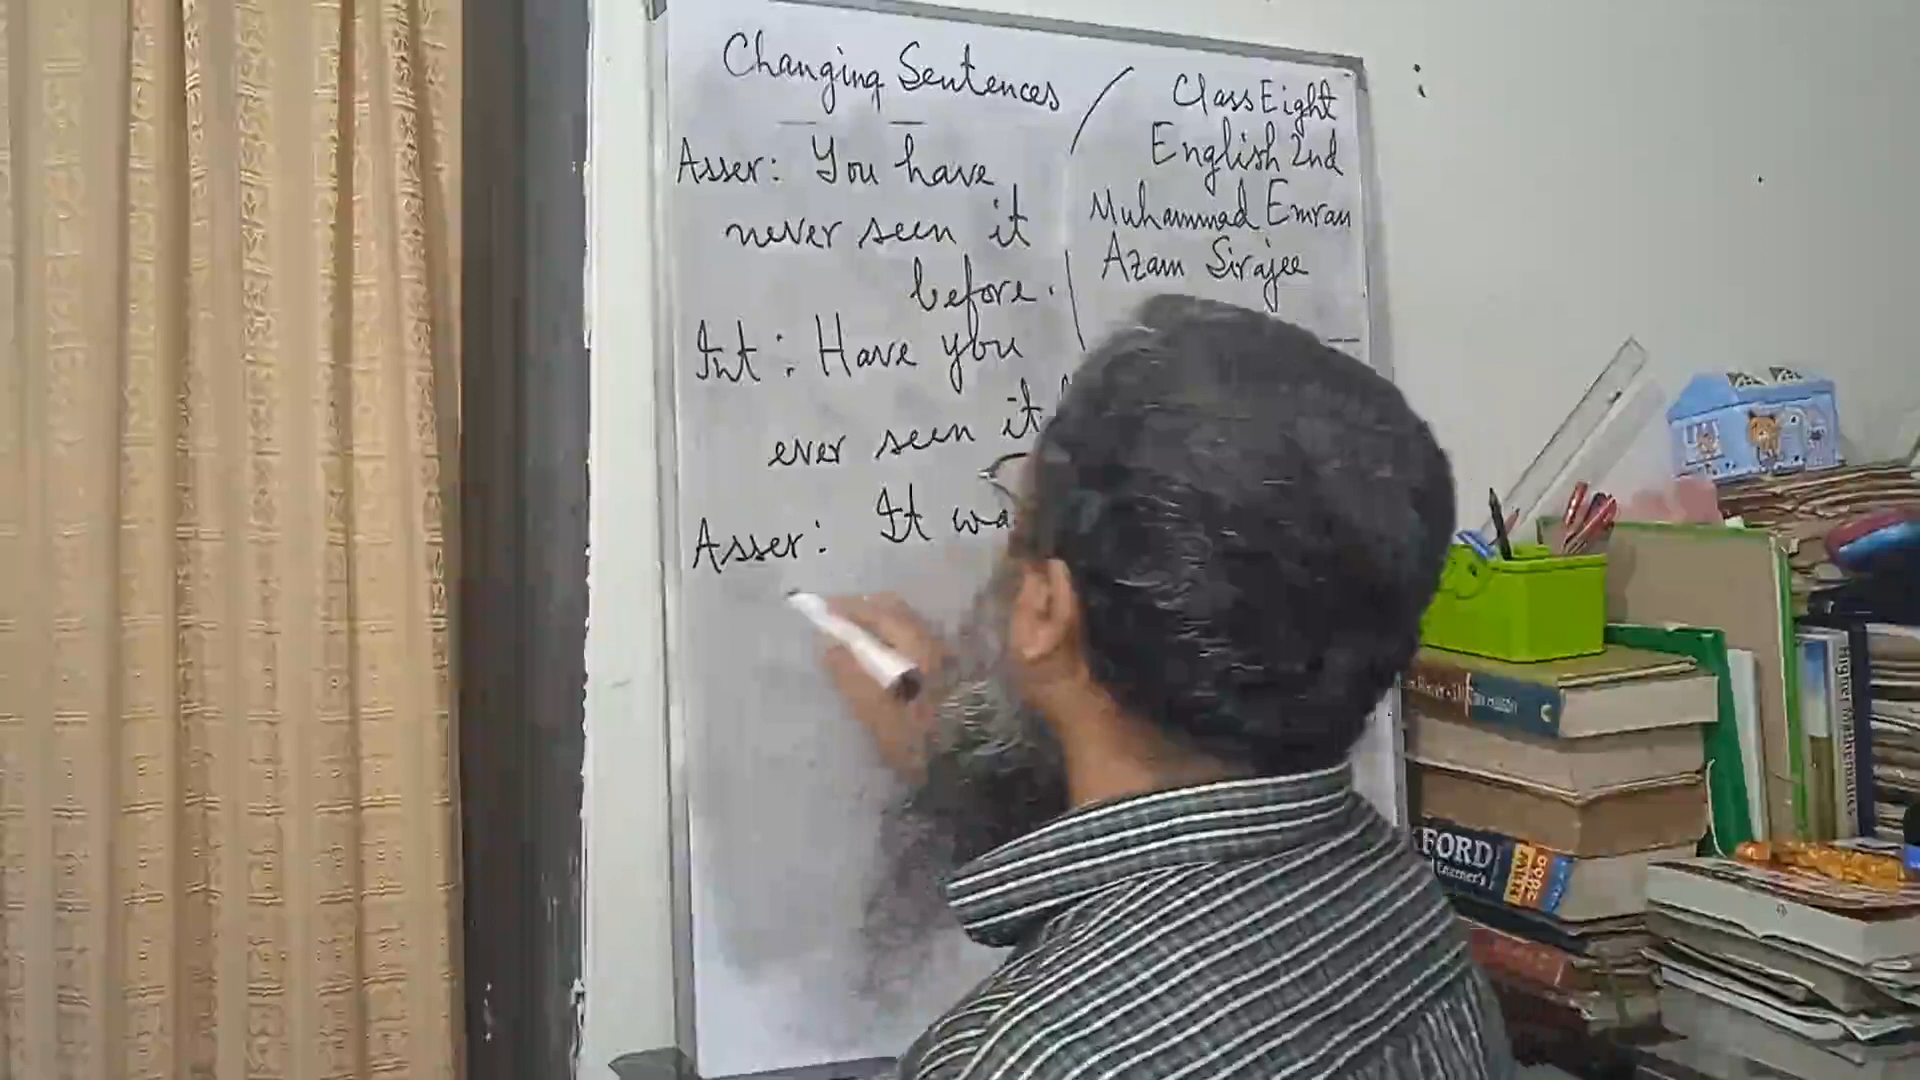 Changing Sentences
Asser: You have
never seen it
before.
Int: Have you
ever seen it
Asser: It wa
Class Eight
English 2nd
Muhammad Emran
Azam Sirajee
FORD